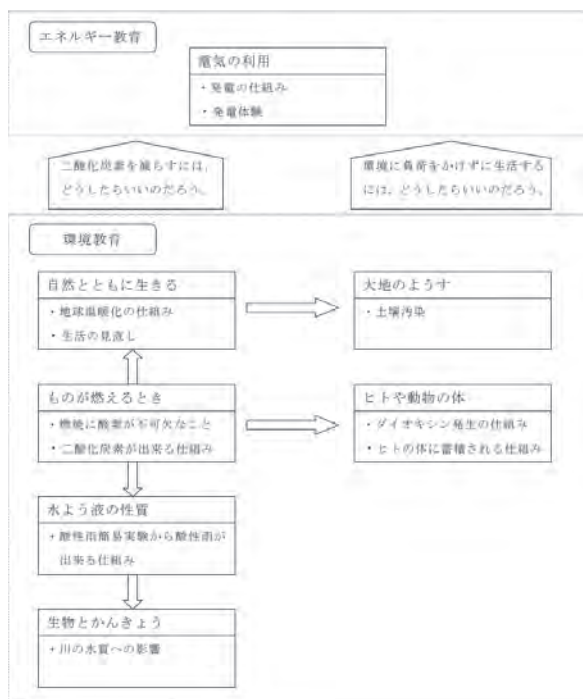 エネルギー教育
電気の利用
・発電の仕組み
・発電体験
二酸化炭素を減らすには、
どうしたらいいのだろう。
環境に負荷をかけずに生活する
には、どうしたらいいのだろう。
環境教育
自然とともに生きる
・地球温暖化の仕組み
・生活の見直し
大地のようす
・土壌汚染
ものが燃えるとき
・燃焼に酸素が不可欠なこと
・二酸化炭素が出来る仕組み
ヒトや動物の体
・ダイオキシン発生の仕組み
・ヒトの体に蓄積される仕組み
水よう液の性質
・酸性雨簡易実験から酸性雨が
出来る仕組み
生物とかんきょう
・川の水質への影響